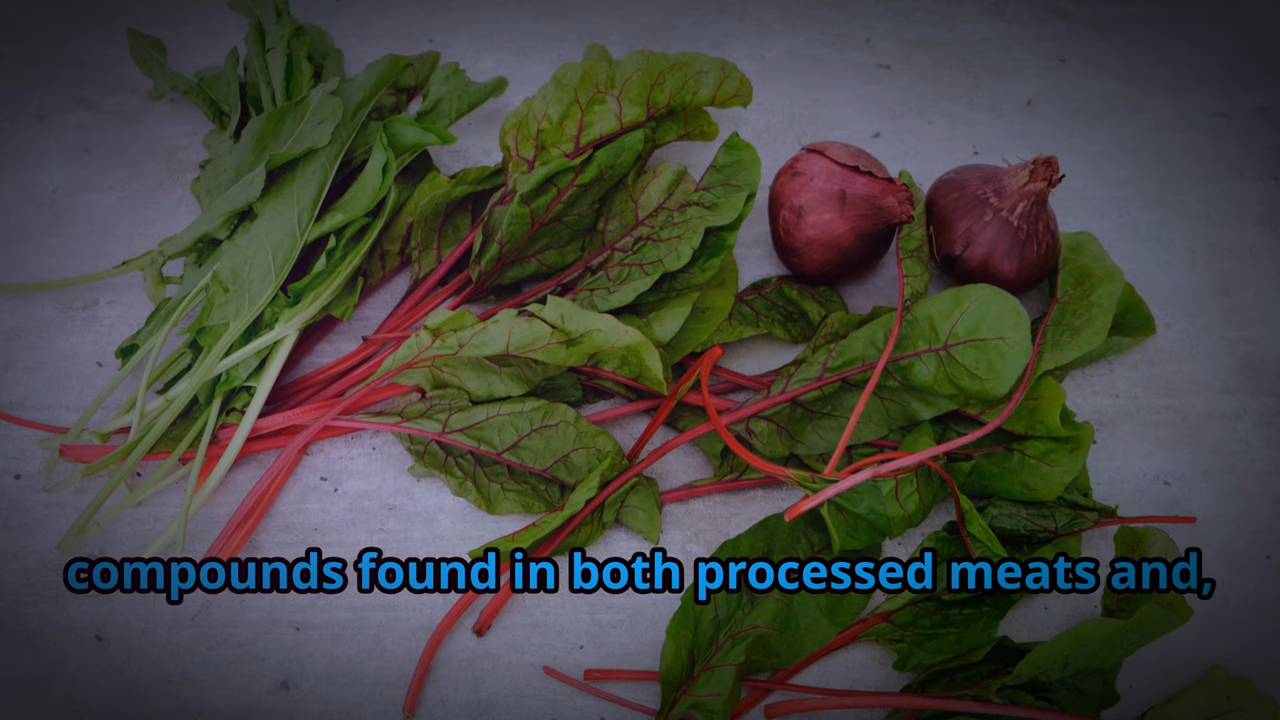 compounds found in both processed meats and,